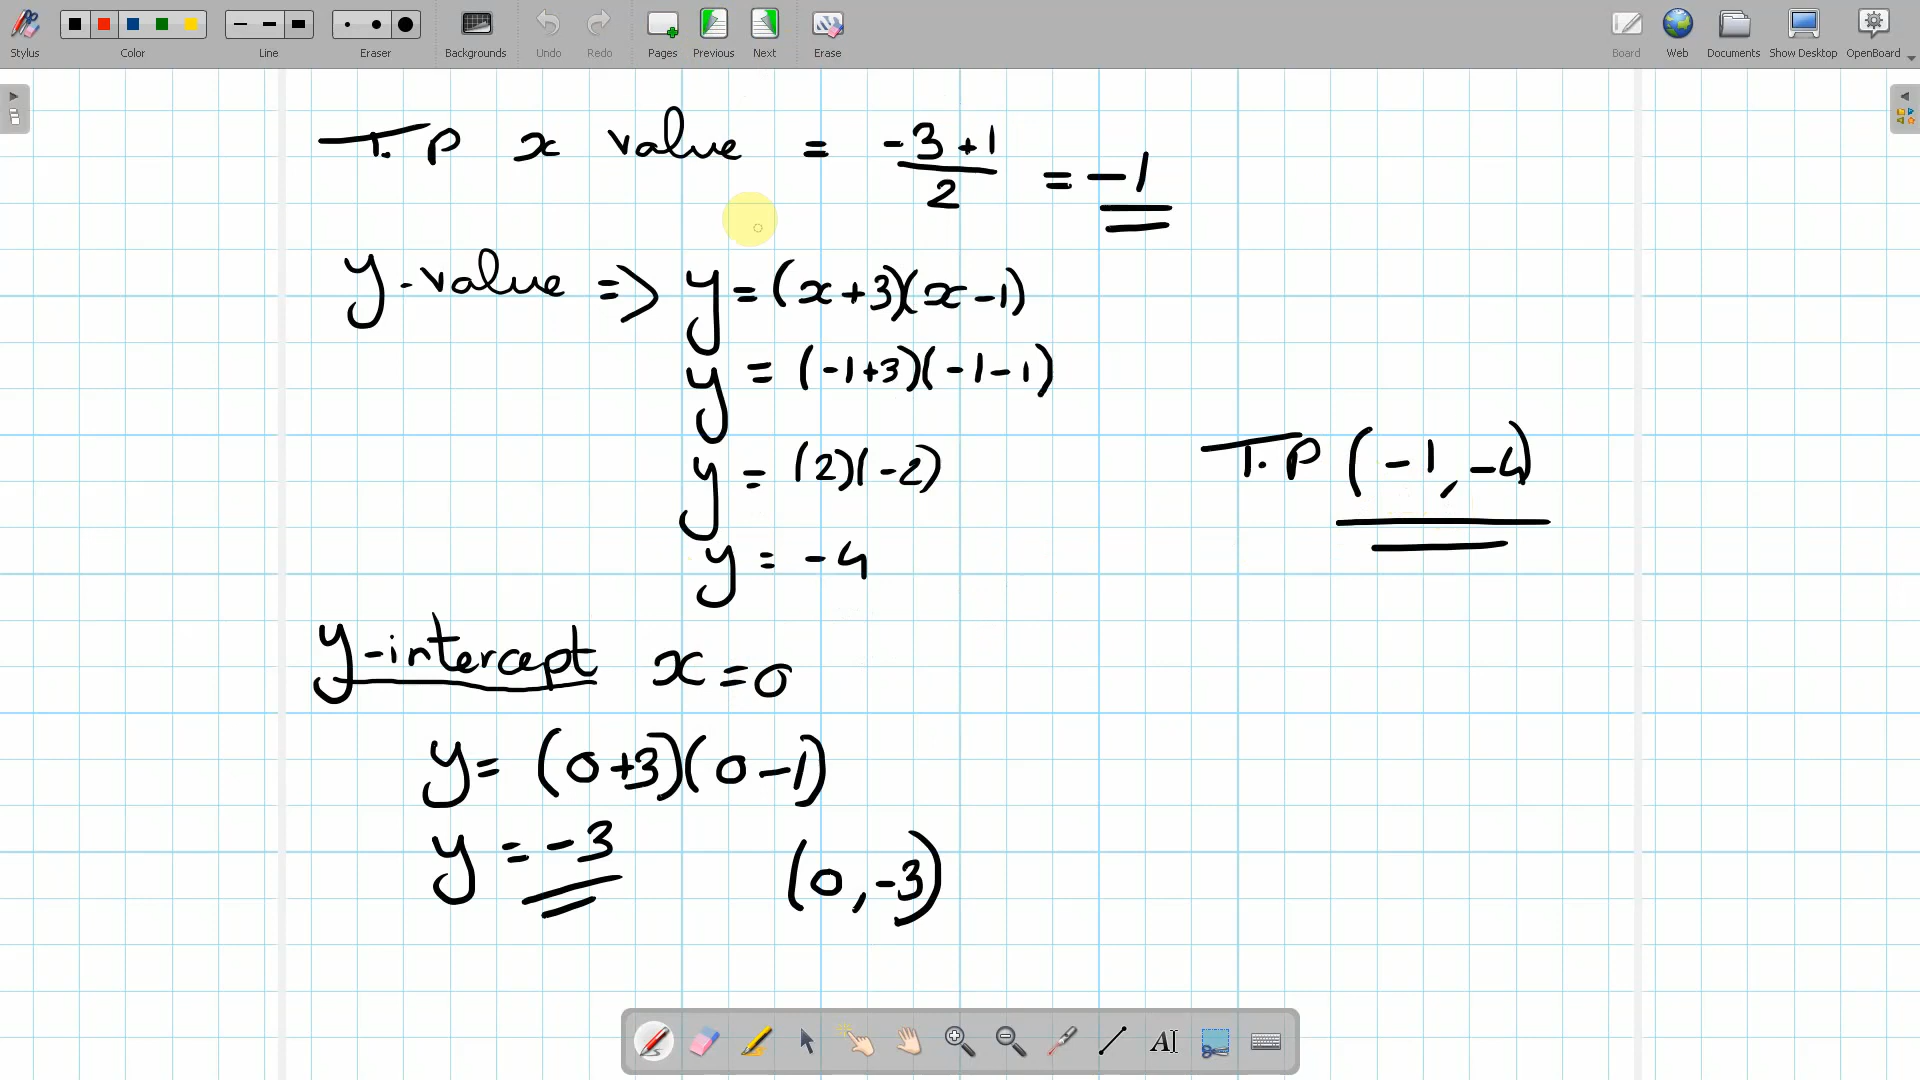 Stylus Color Line Eraser Backgrounds Undo Redo Pages Previous Next Erase Board Web Documents Show Desktop OpenBoard
T.P x value = -3+1/2 = -1
y-value => y=(x+3)(x-1)
y = (-1+3)(-1-1)
y = (2)(-2)
T.P (-1,-4)
y = -4
y-intercept x=0
y= (0+3)(0-1)
y = -3 (0,-3)